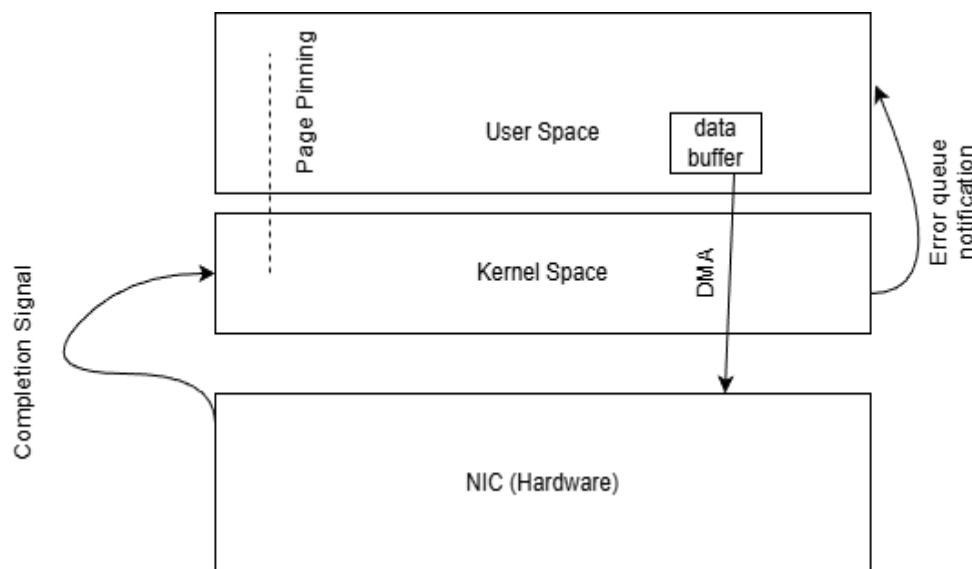 Page Pinning
User Space
data
buffer
Error queue
notification
Kernel Space
DMA
Completion Signal
NIC (Hardware)